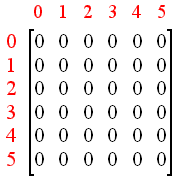 0 1 2 3 4 5
0 0 0 0 0 0 0
1 0 0 0 0 0 0
2 0 0 0 0 0 0
3 0 0 0 0 0 0
4 0 0 0 0 0 0
5 0 0 0 0 0 0